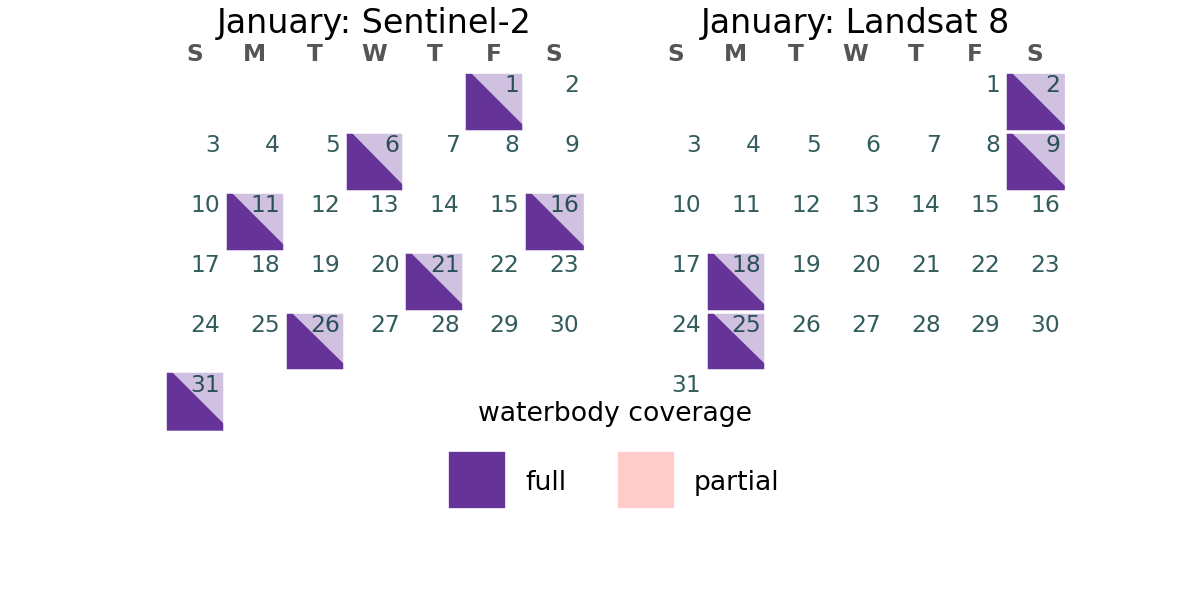 January: Sentinel-2
S M T W T F S
1 2
3 4 5 6 7 8 9
10 11 12 13 14 15 16
17 18 19 20 21 22 23
24 25 26 27 28 29 30
31
January: Landsat 8
S M T W T F S
1 2
3 4 5 6 7 8 9
10 11 12 13 14 15 16
17 18 19 20 21 22 23
24 25 26 27 28 29 30
31
waterbody coverage
full partial